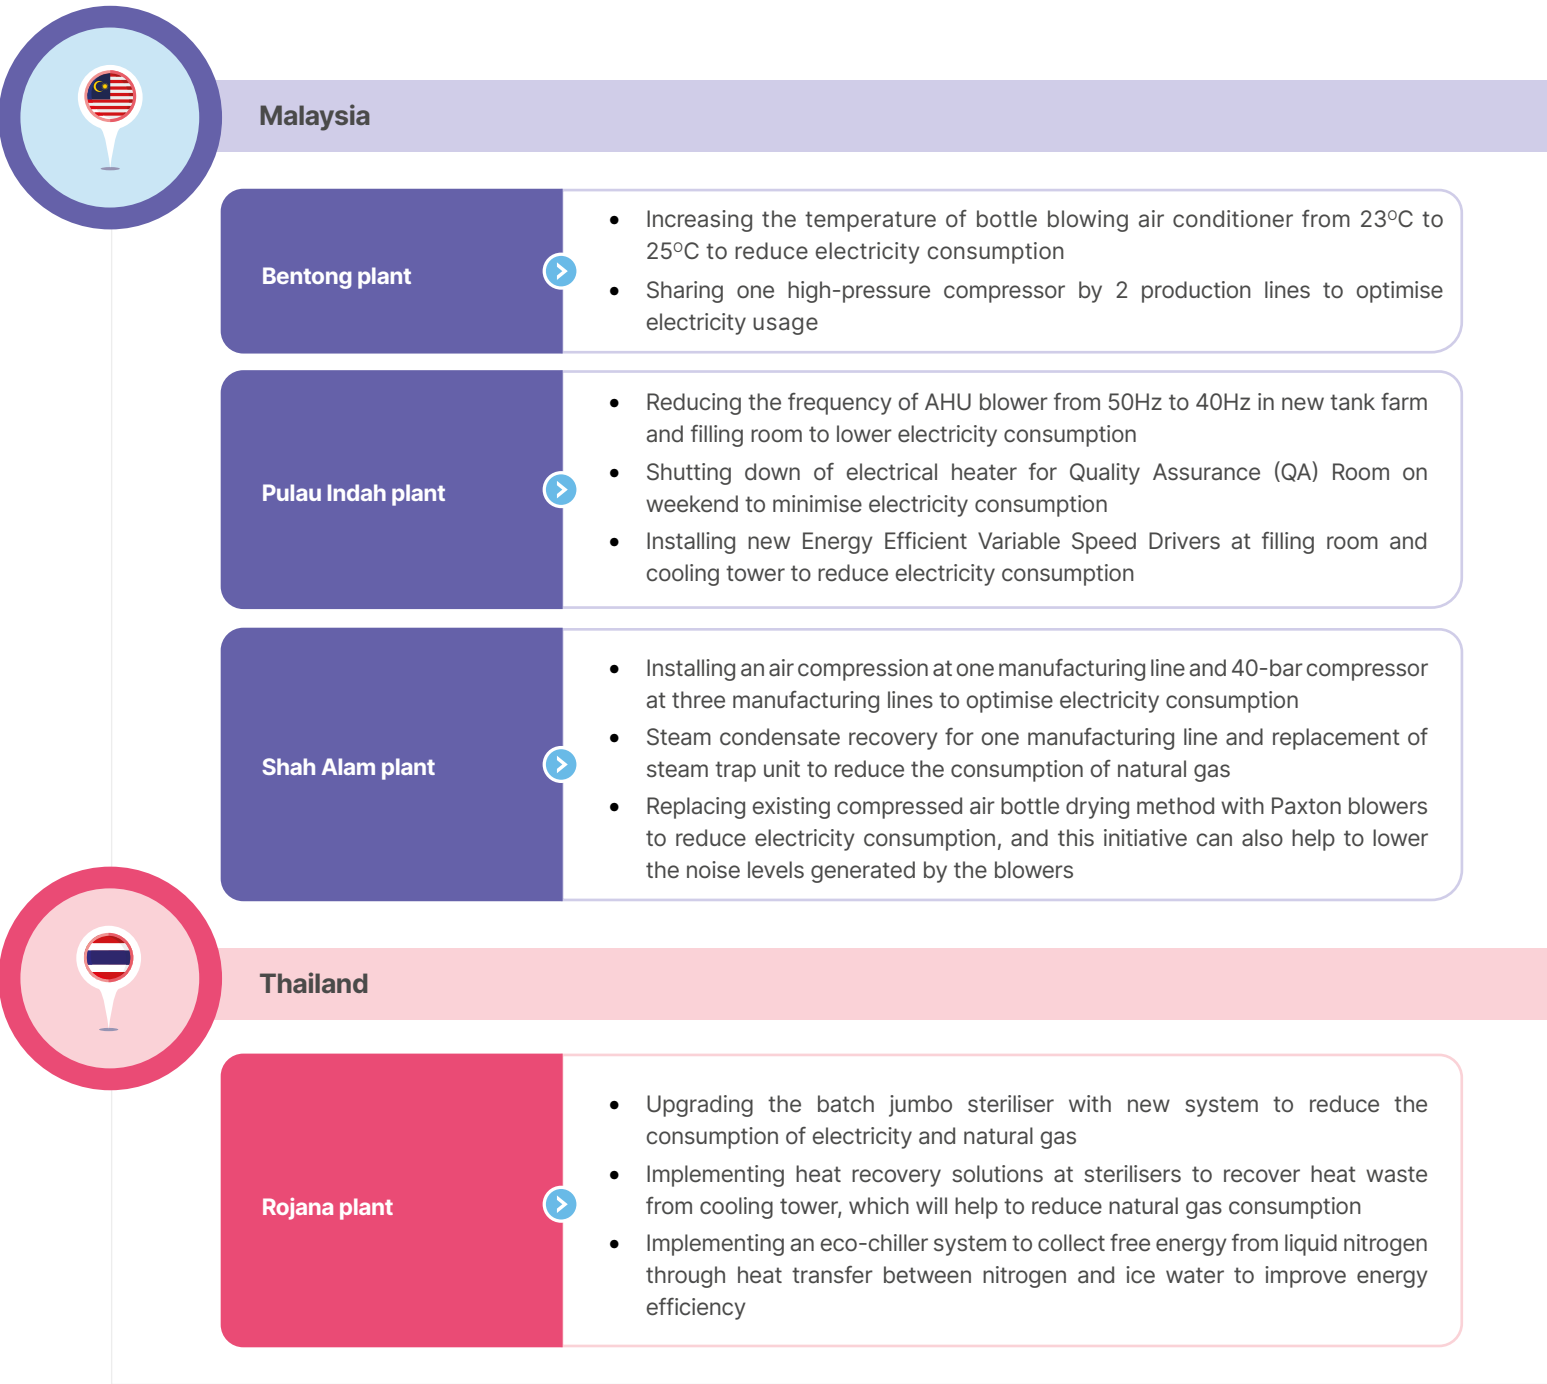 Malaysia
Bentong plant
• Increasing the temperature of bottle blowing air conditioner from 23ºC to
25ºC to reduce electricity consumption
• Sharing one high-pressure compressor by 2 production lines to optimise
electricity usage
Pulau Indah plant
• Reducing the frequency of AHU blower from 50Hz to 40Hz in new tank farm
and filling room to lower electricity consumption
• Shutting down of electrical heater for Quality Assurance (QA) Room on
weekend to minimise electricity consumption
• Installing new Energy Efficient Variable Speed Drivers at filling room and
cooling tower to reduce electricity consumption
Shah Alam plant
• Installing an air compression at one manufacturing line and 40-bar compressor
at three manufacturing lines to optimise electricity consumption
• Steam condensate recovery for one manufacturing line and replacement of
steam trap unit to reduce the consumption of natural gas
• Replacing existing compressed air bottle drying method with Paxton blowers
to reduce electricity consumption, and this initiative can also help to lower
the noise levels generated by the blowers
Thailand
Rojana plant
• Upgrading the batch jumbo steriliser with new system to reduce the
consumption of electricity and natural gas
• Implementing heat recovery solutions at sterilisers to recover heat waste
from cooling tower, which will help to reduce natural gas consumption
• Implementing an eco-chiller system to collect free energy from liquid nitrogen
through heat transfer between nitrogen and ice water to improve energy
efficiency